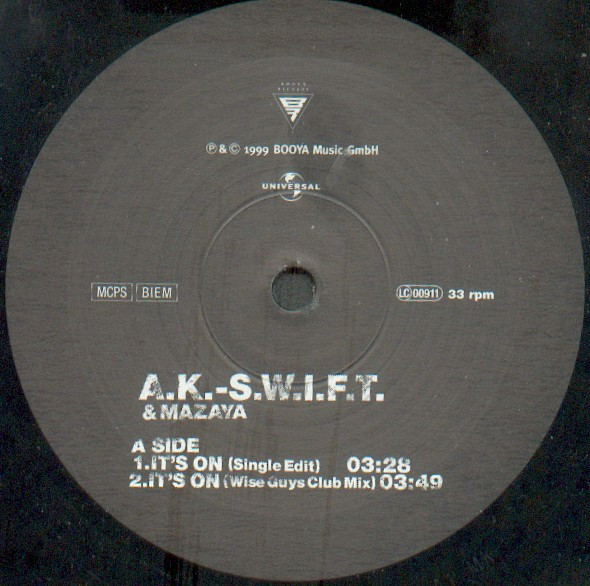 BOOYA
RECORDS
℗ & © 1999 BOOYA Music GmbH
UNIVERSAL
MCPS BIEM
LC 00911 33 rpm
A.K.-S.W.I.F.T.
& MAZAYA
A SIDE
1.IT'S ON (Single Edit) 03:28
2.IT'S ON (Wise Guys Club Mix) 03:49